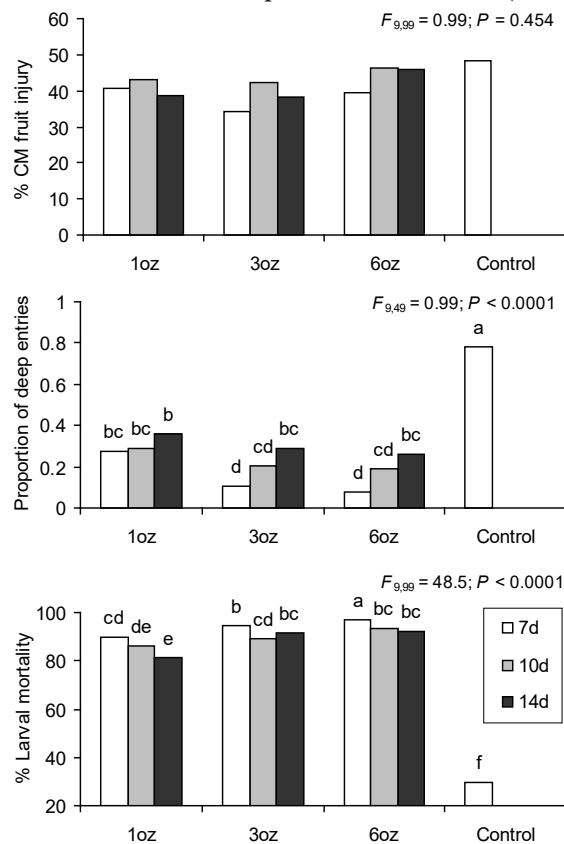 F9,99 = 0.99; P = 0.454
60
50
40
30
20
10
0
% CM fruit injury
1oz 3oz 6oz Control
F9,49 = 0.99; P < 0.0001
1
0.8
0.6
0.4
0.2
0
Proportion of deep entries
bc bc b d cd bc d cd bc a
1oz 3oz 6oz Control
F9,99 = 48.5; P < 0.0001
100
80
60
40
20
% Larval mortality
cd de e b cd bc a bc bc f
7d
10d
14d
1oz 3oz 6oz Control